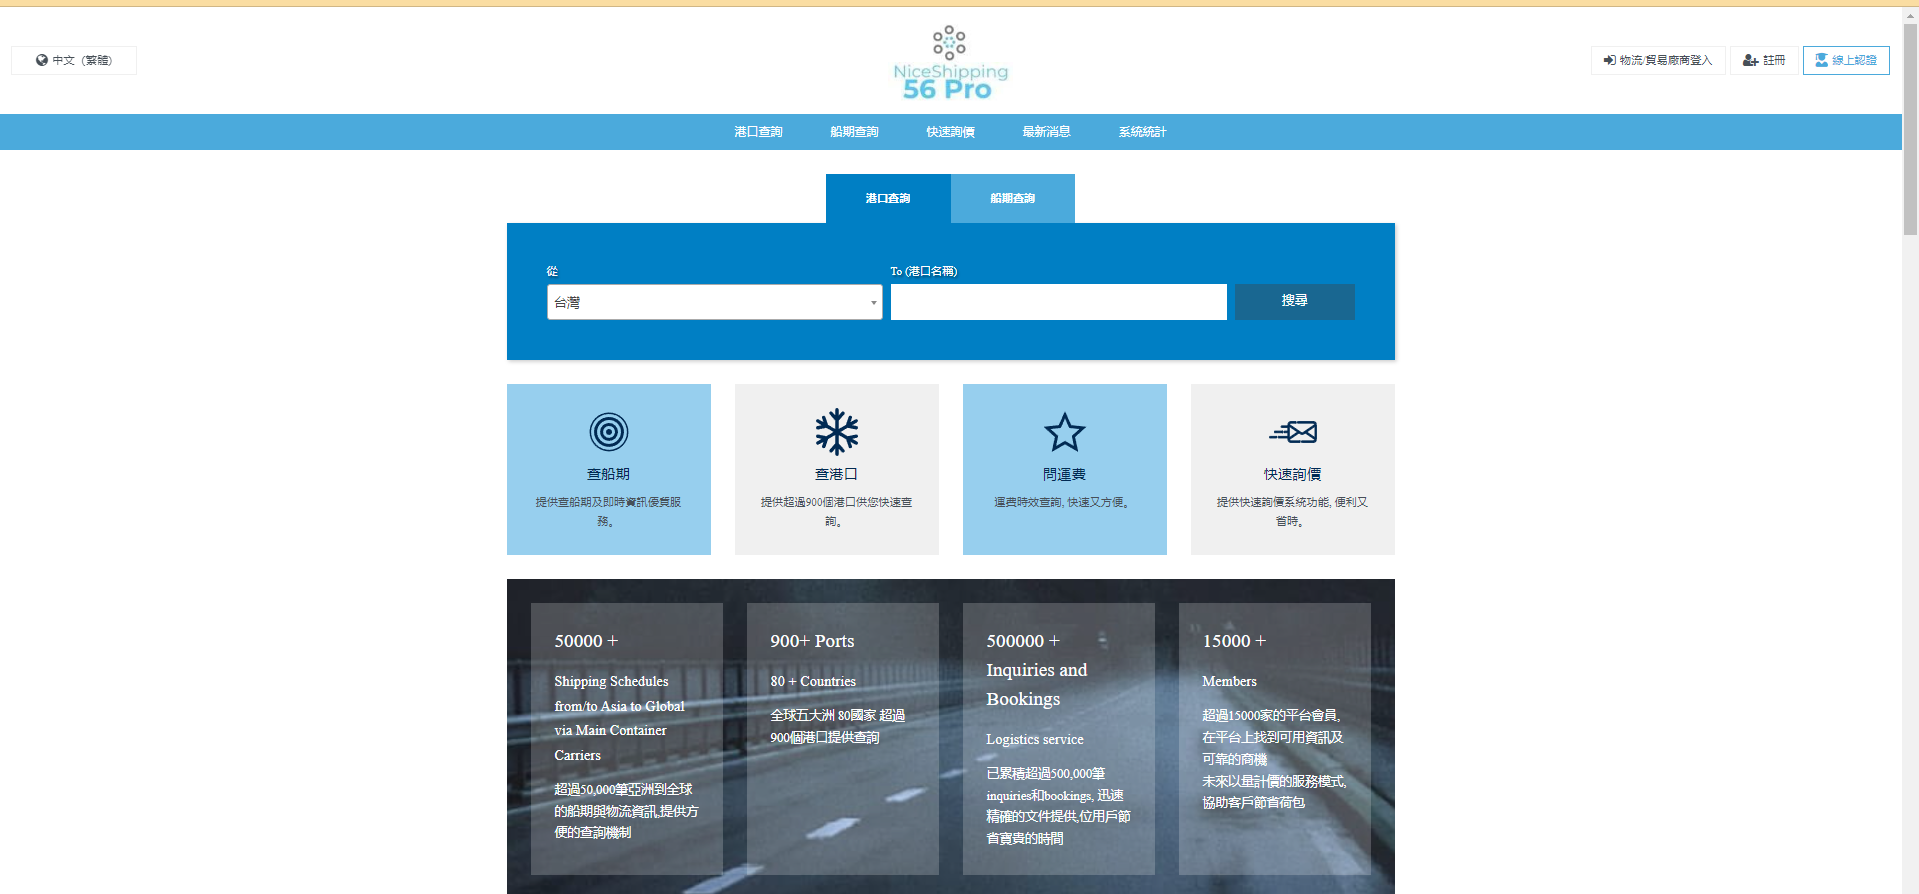 中文 (繁體)
NiceShipping
56 Pro
物流/貿易廠商登入
註冊
線上認證
港口查詢
船期查詢
快速詢價
最新消息
系統統計
港口查詢
船期查詢
從
To (港口名稱)
台灣
搜尋
查船期
提供查船期及即時資訊優質服
務。
查港口
提供超過900個港口供您快速查
詢。
問運費
運費時效查詢, 快速又方便。
快速詢價
提供快速詢價系統功能, 便利又
省時。
50000 +
Shipping Schedules
from/to Asia to Global
via Main Container
Carriers
超過50,000筆亞洲到全球
的船期與物流資訊,提供方
便的查詢機制
900+ Ports
80 + Countries
全球五大洲 80國家 超過
900個港口提供查詢
500000 +
Inquiries and
Bookings
Logistics service
已累積超過500,000筆
inquiries和bookings, 迅速
精確的文件提供,位用戶節
省寶貴的時間
15000 +
Members
超過15000家的平台會員,
在平台上找到可用資訊及
可靠的商機
未來以量計價的服務模式,
協助客戶節省荷包